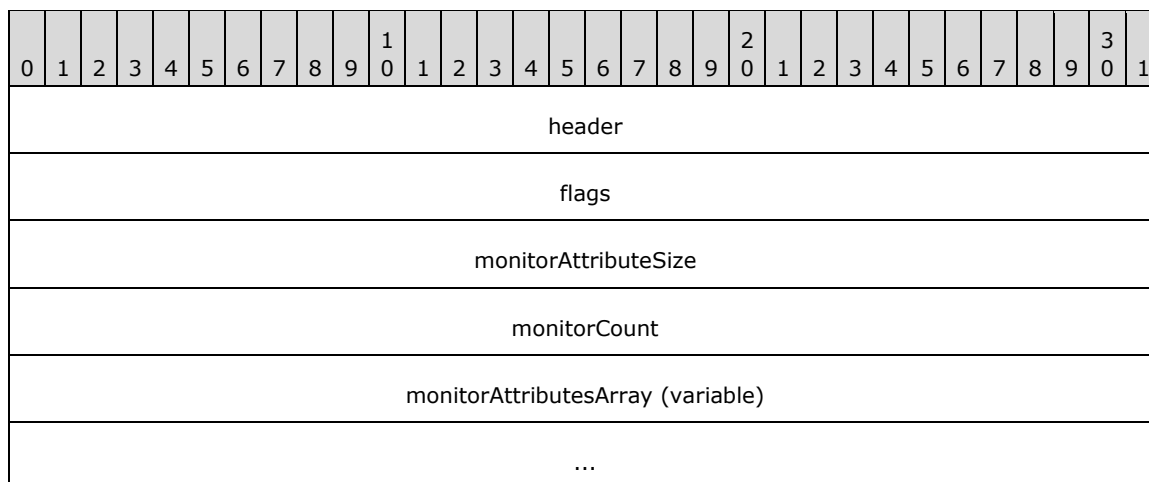 1 2 3
0 1 2 3 4 5 6 7 8 9 0 1 2 3 4 5 6 7 8 9 0 1 2 3 4 5 6 7 8 9 0 1
header
flags
monitorAttributeSize
monitorCount
monitorAttributesArray (variable)
...